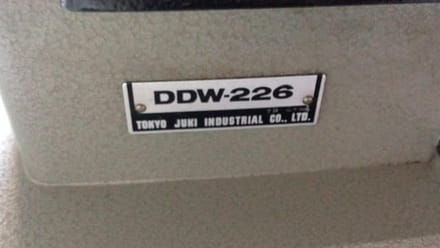 DDW-226
TOKYO JUKI INDUSTRIAL CO., LTD.